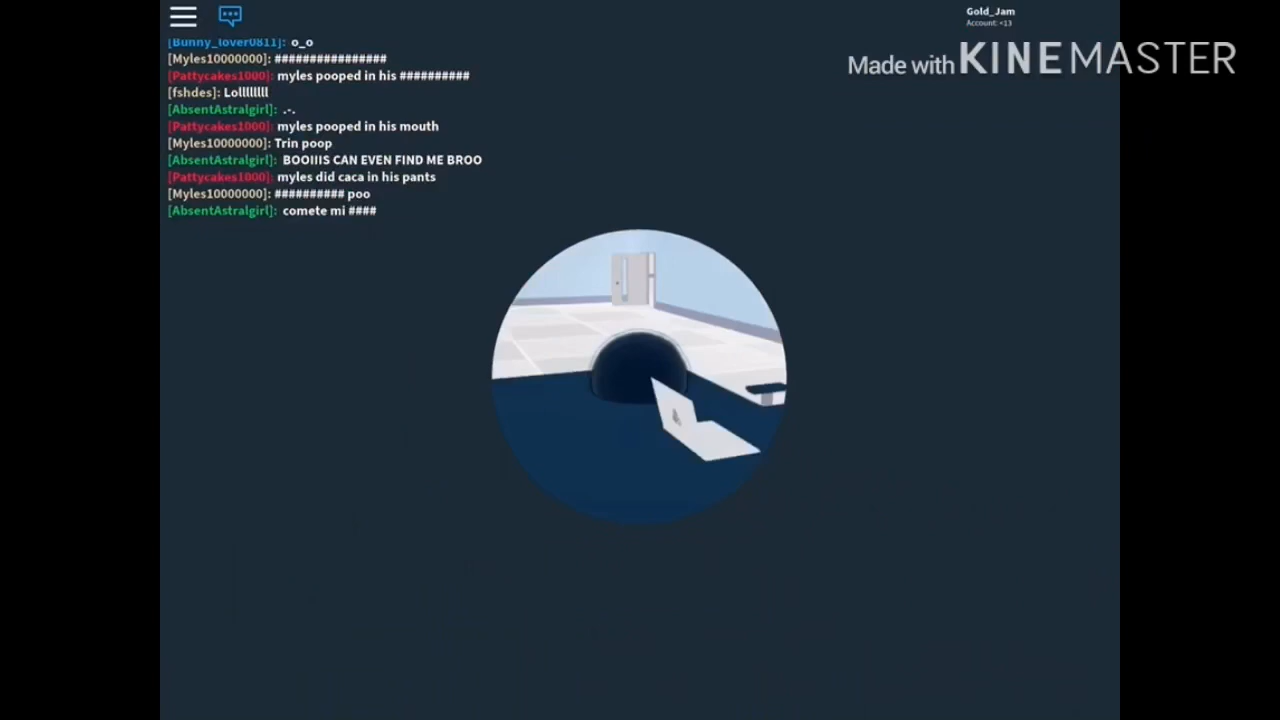 Gold_Jam
Account: <13
Made with KINEMASTER
[Bunny_lover0811]: o_o
[Myles10000000]: ################
[Pattycakes1000]: myles pooped in his ##########
[fshdes]: Lollllllll
[AbsentAstralgirl]: .-.
[Pattycakes1000]: myles pooped in his mouth
[Myles10000000]: Trin poop
[AbsentAstralgirl]: BOOIIIS CAN EVEN FIND ME BROO
[Pattycakes1000]: myles did caca in his pants
[Myles10000000]: ########## poo
[AbsentAstralgirl]: comete mi ####